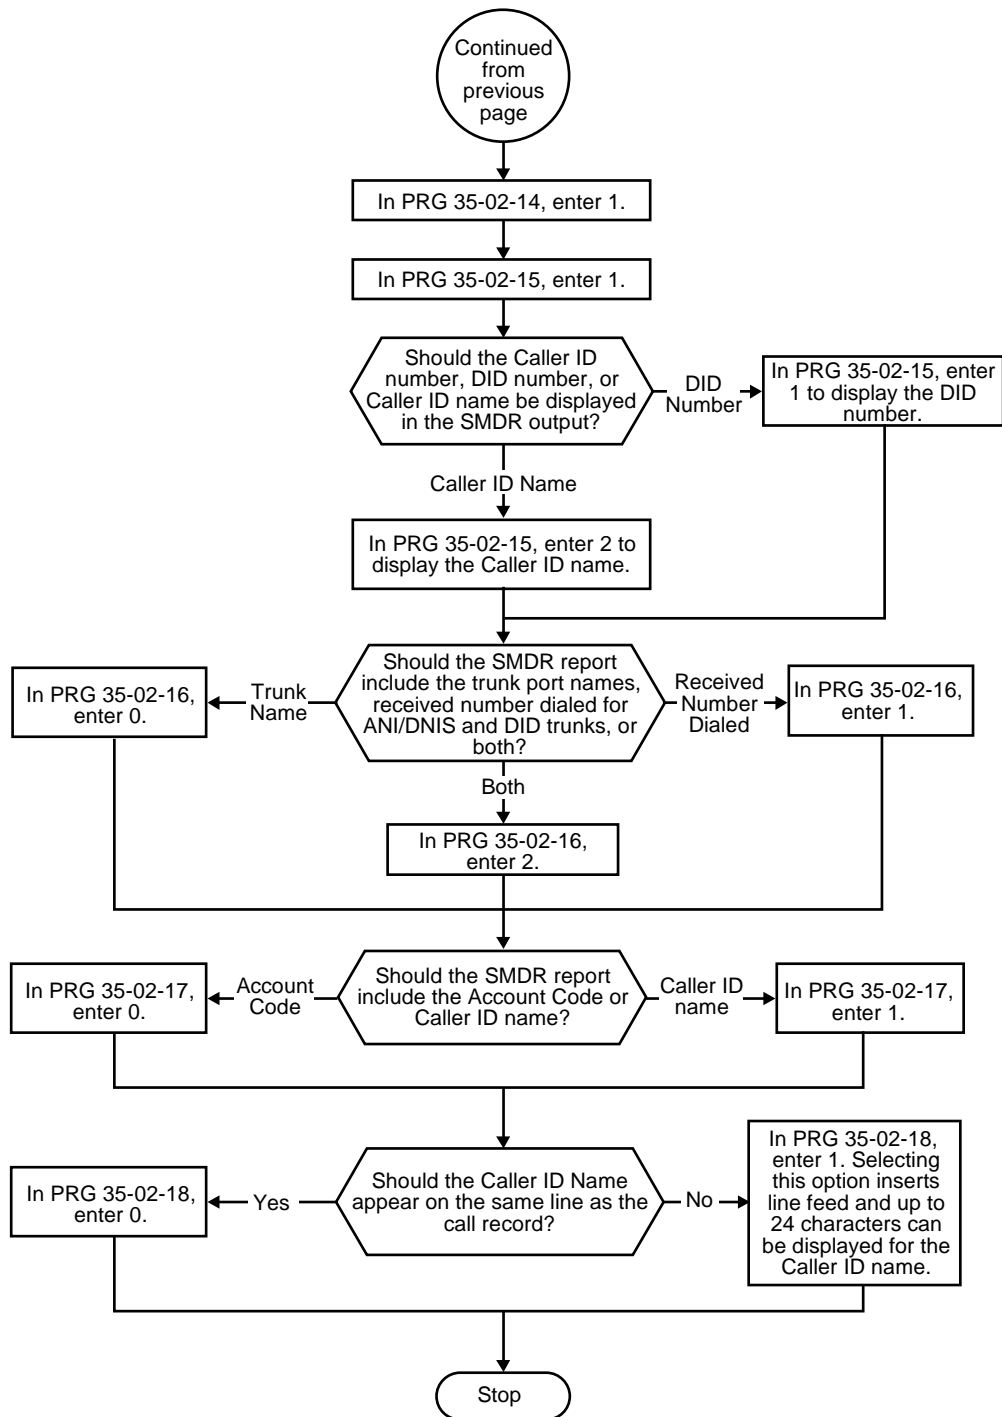 Continued
from
previous
page
In PRG 35-02-14, enter 1.
In PRG 35-02-15, enter 1.
Should the Caller ID
number, DID number, or
Caller ID name be displayed
in the SMDR output?
DID
Number
In PRG 35-02-15, enter
1 to display the DID
number.
Caller ID Name
In PRG 35-02-15, enter 2 to
display the Caller ID name.
Should the SMDR report
include the trunk port names,
received number dialed for
ANI/DNIS and DID trunks, or
both?
Trunk
Name
In PRG 35-02-16,
enter 0.
Received
Number
Dialed
In PRG 35-02-16,
enter 1.
Both
In PRG 35-02-16,
enter 2.
Should the SMDR report
include the Account Code or
Caller ID name?
Account
Code
In PRG 35-02-17,
enter 0.
Caller ID
name
In PRG 35-02-17,
enter 1.
Should the Caller ID Name
appear on the same line as the
call record?
Yes
In PRG 35-02-18,
enter 0.
No
In PRG 35-02-18,
enter 1. Selecting
this option inserts
line feed and up to
24 characters can
be displayed for the
Caller ID name.
Stop